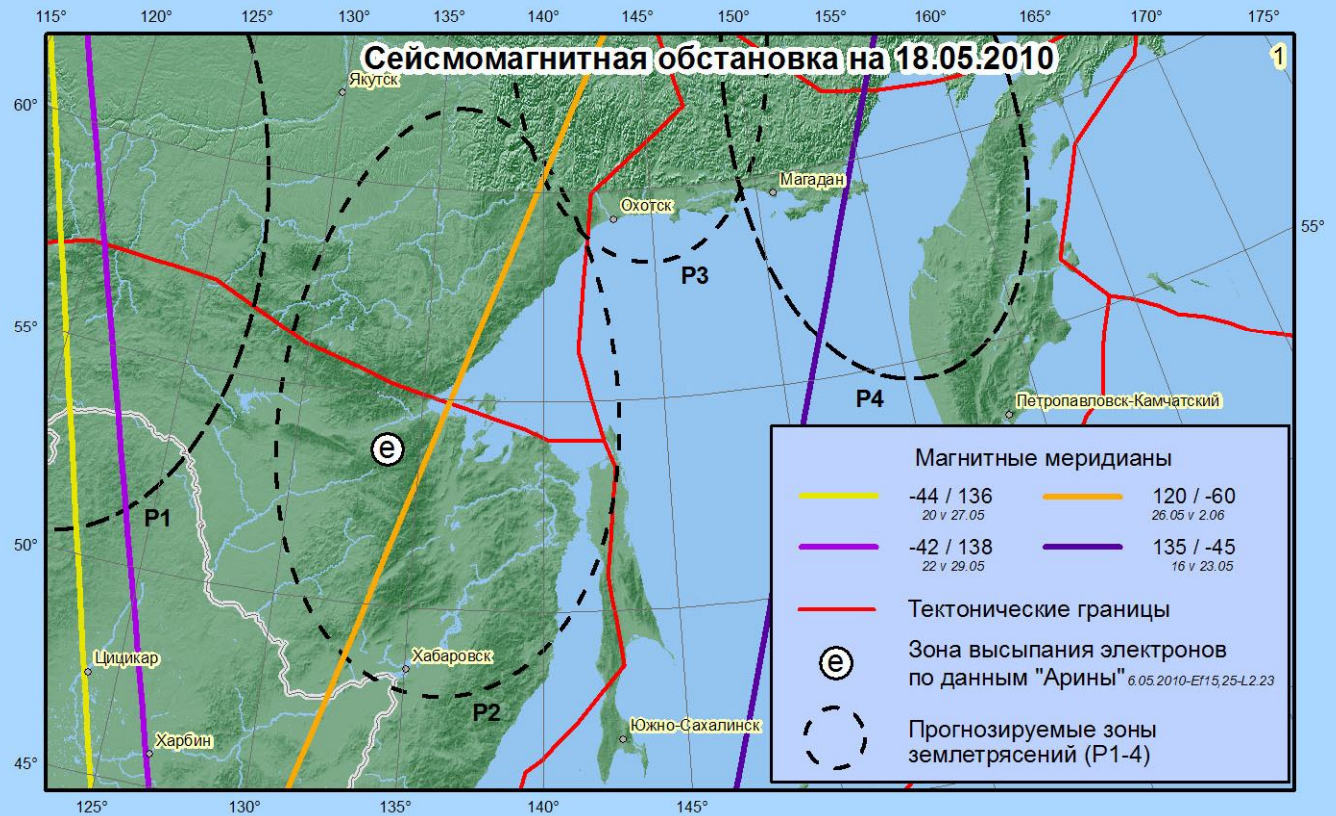 115° 120° 125° 130° 135° 140° 145° 150° 155° 160° 165° 170° 175°
Сейсмомагнитная обстановка на 18.05.2010
1
Якутск
60°
Магадан
Охотск
55°
P3
55°
P4
Петропавловск-Камчатский
e
Магнитные меридианы
-44 / 136
20 v 27.05
120 / -60
26.05 v 2.06
P1
50°
-42 / 138
22 v 29.05
135 / -45
16 v 23.05
Тектонические границы
Цицикар
Хабаровск
e
Зона высыпания электронов
по данным "Арины" 6.05.2010-Ef15,25-L2.23
P2
Харбин
Южно-Сахалинск
Прогнозируемые зоны
землетрясений (P1-4)
45°
125° 130° 135° 140° 145°